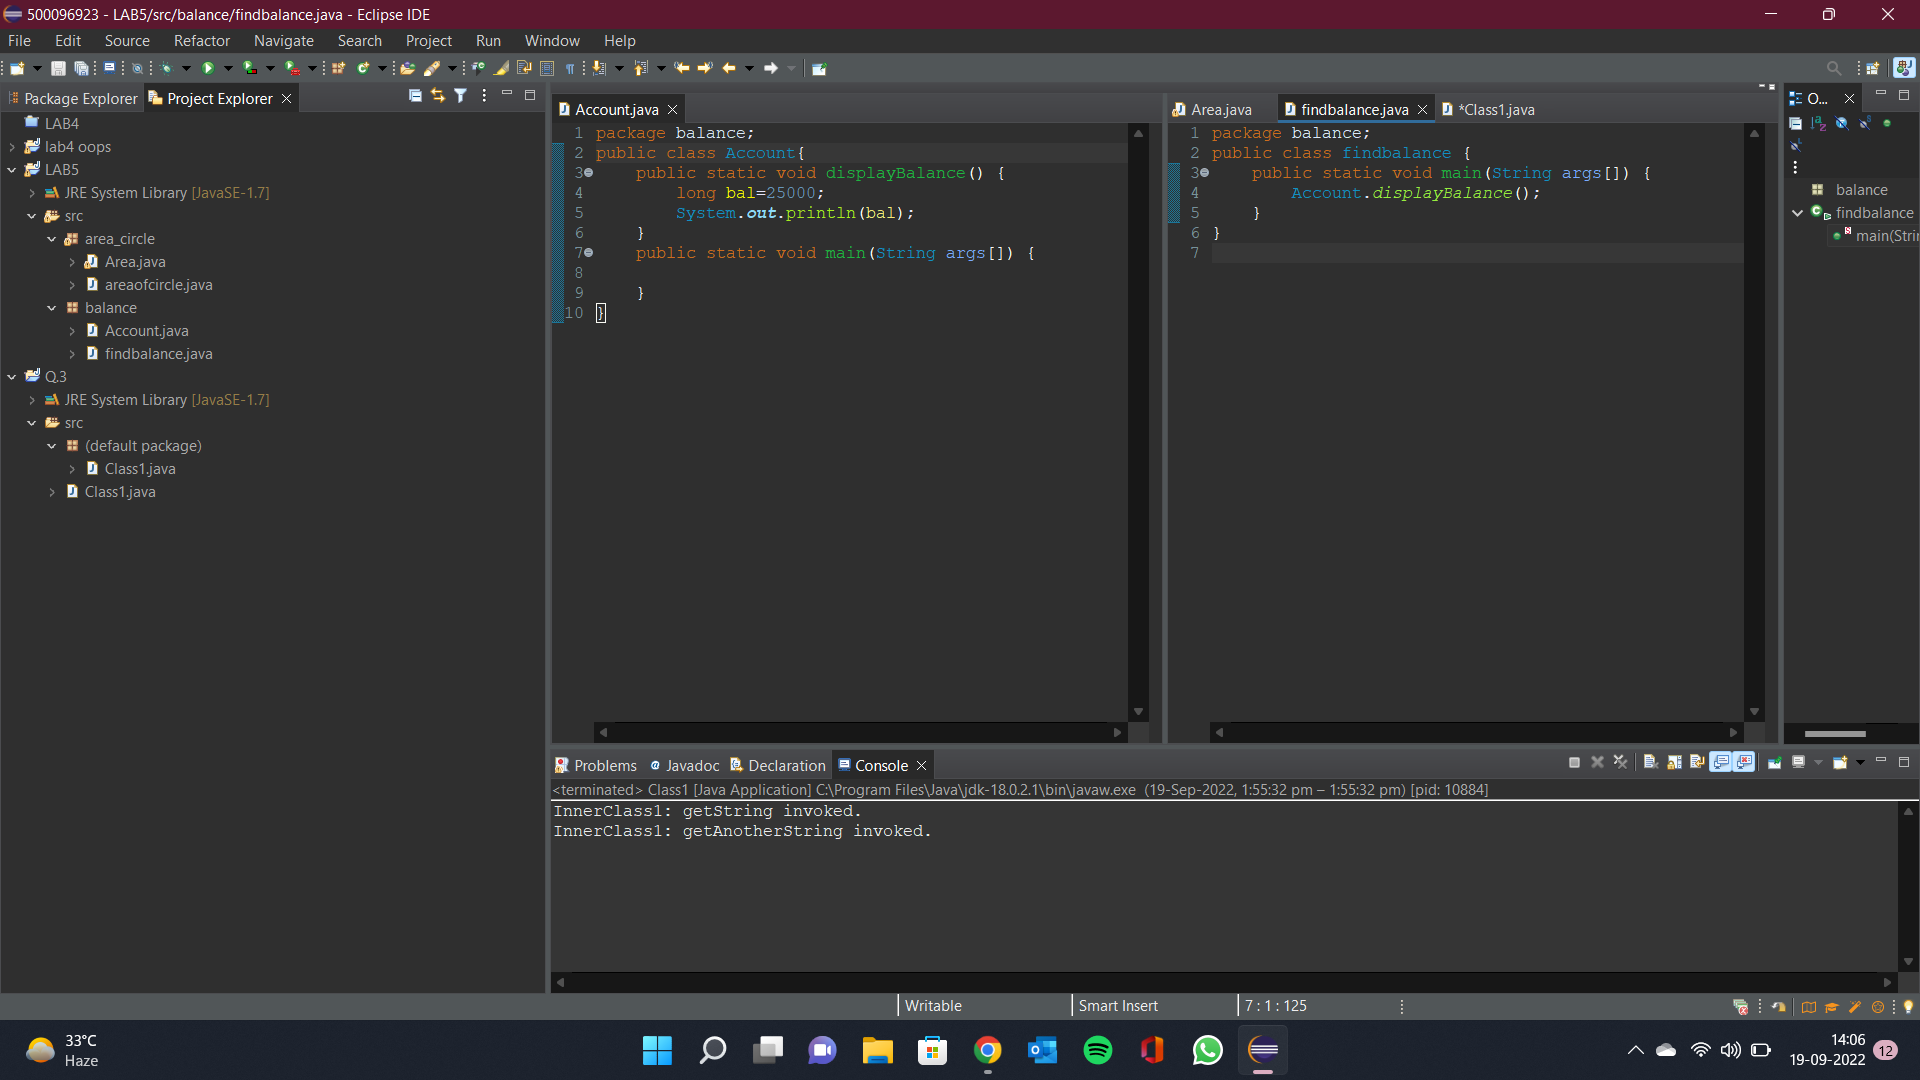 500096923 - LAB5/src/balance/findbalance.java - Eclipse IDE
File Edit Source Refactor Navigate Search Project Run Window Help
Package Explorer Project Explorer
LAB4
lab4 oops
LAB5
JRE System Library [JavaSE-1.7]
src
area_circle
Area.java
areaofcircle.java
balance
Account.java
findbalance.java
Q.3
JRE System Library [JavaSE-1.7]
src
(default package)
Class1.java
Class1.java
Account.java
1 package balance;
2 public class Account{
3 public static void displayBalance() {
4 long bal=25000;
5 System.out.println(bal);
6 }
7 public static void main(String args[]) {
8
9 }
10 }
Area.java findbalance.java *Class1.java
1 package balance;
2 public class findbalance {
3 public static void main(String args[]) {
4 Account.displayBalance();
5 }
6 }
7
O...
balance
findbalance
main(Stri
Problems Javadoc Declaration Console
<terminated> Class1 [Java Application] C:\Program Files\Java\jdk-18.0.2.1\bin\javaw.exe (19-Sep-2022, 1:55:32 pm – 1:55:32 pm) [pid: 10884]
InnerClass1: getString invoked.
InnerClass1: getAnotherString invoked.
Writable Smart Insert 7 : 1 : 125
33°C
Haze
14:06
19-09-2022
12